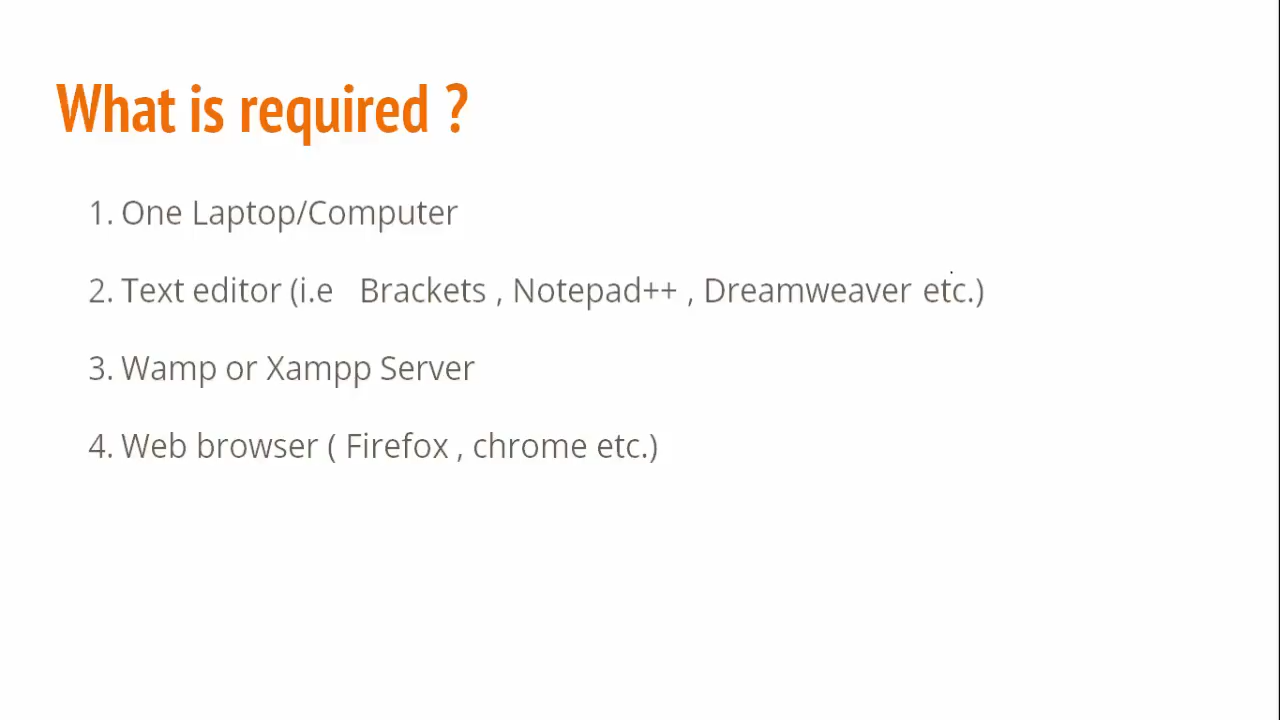 What is required ?
1. One Laptop/Computer
2. Text editor (i.e   Brackets , Notepad++ , Dreamweaver etc.)
3. Wamp or Xampp Server
4. Web browser ( Firefox , chrome etc.)